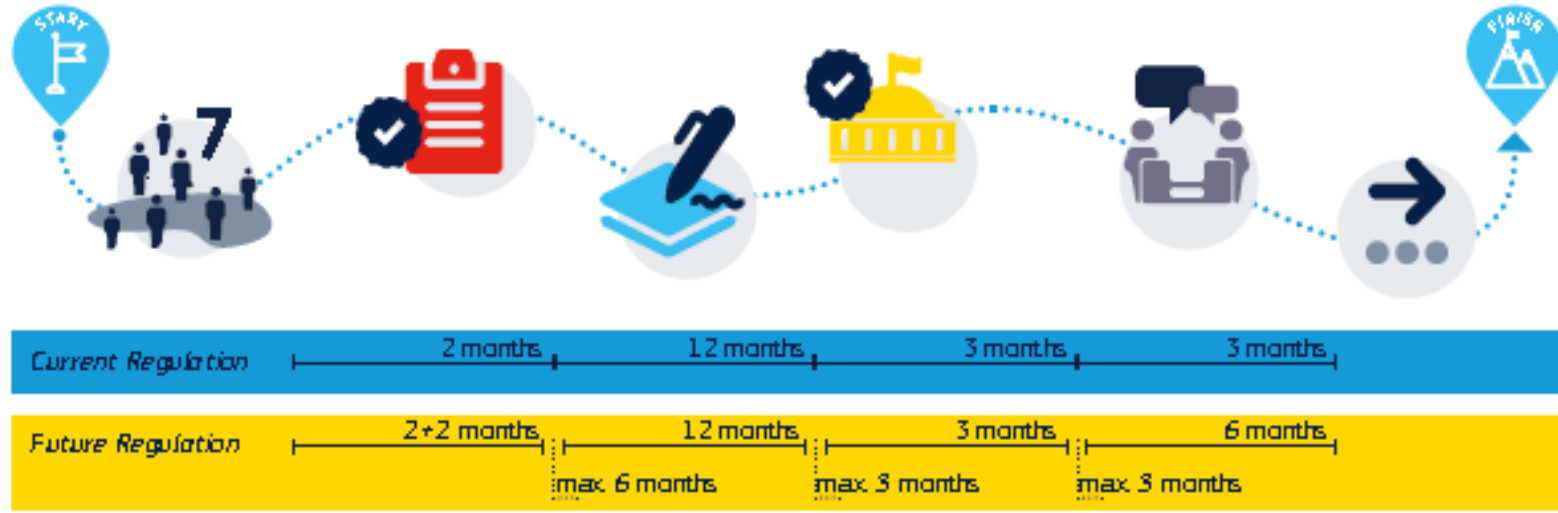 START
FINISH
7
Current Regulation 2 months 12 months 3 months 3 months
Future Regulation 2+2 months 12 months 3 months 6 months
max. 6 months max. 3 months max. 3 months